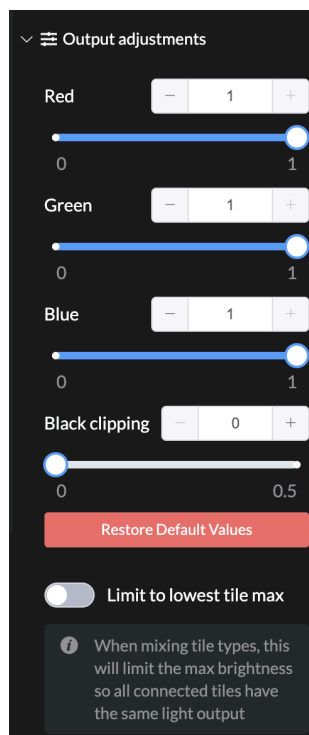 Output adjustments
Red − 1 +
0 1
Green − 1 +
0 1
Blue − 1 +
0 1
Black clipping − 0 +
0 0.5
Restore Default Values
Limit to lowest tile max
When mixing tile types, this
will limit the max brightness
so all connected tiles have
the same light output